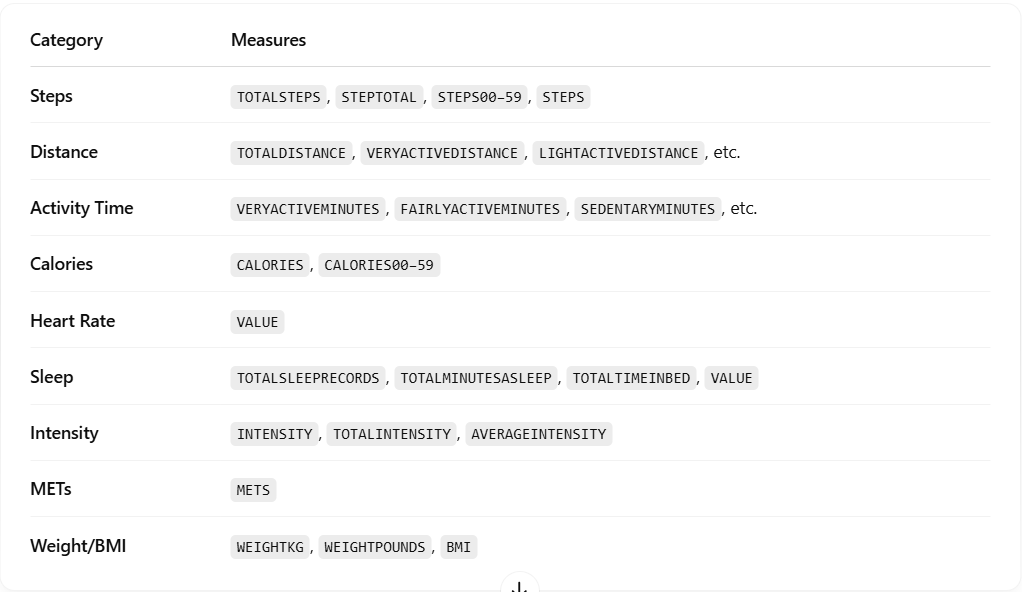 Category Measures
Steps TOTALSTEPS, STEPTOTAL, STEPS00–59, STEPS
Distance TOTALDISTANCE, VERYACTIVEDISTANCE, LIGHTACTIVEDISTANCE, etc.
Activity Time VERYACTIVEMINUTES, FAIRLYACTIVEMINUTES, SEDENTARYMINUTES, etc.
Calories CALORIES, CALORIES00–59
Heart Rate VALUE
Sleep TOTALSLEEPRECORDS, TOTALMINUTESASLEEP, TOTALTIMEINBED, VALUE
Intensity INTENSITY, TOTALINTENSITY, AVERAGEINTENSITY
METs METS
Weight/BMI WEIGHTKG, WEIGHTPOUNDS, BMI